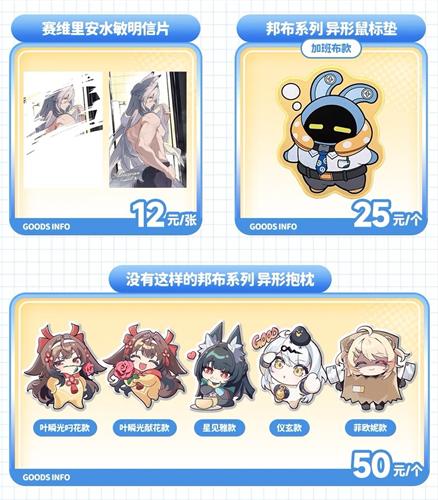 赛维里安水敏明信片
GOODS INFO
12元/张
邦布系列 异形鼠标垫
加班布款
GOODS INFO
25元/个
没有这样的邦布系列 异形抱枕
GOOD
叶瞬光叼花款
叶瞬光献花款
星见雅款
仪玄款
菲欧妮款
GOODS INFO
50元/个